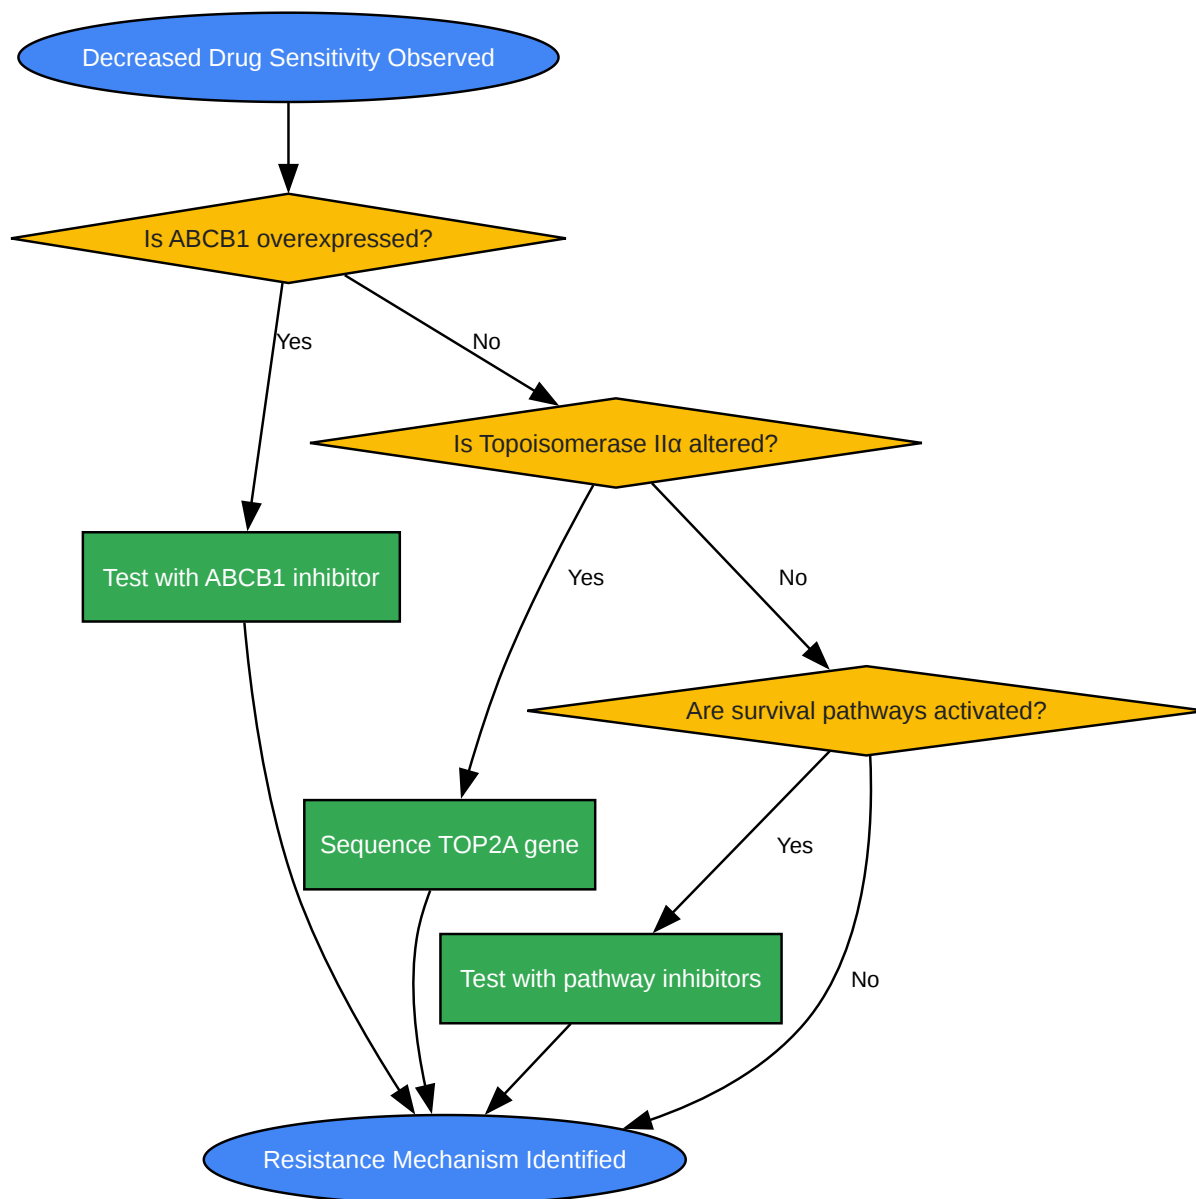 Decreased Drug Sensitivity Observed
Is ABCB1 overexpressed?
Yes
No
Is Topoisomerase IIα altered?
Test with ABCB1 inhibitor
Yes
No
Are survival pathways activated?
Sequence TOP2A gene
Yes
Test with pathway inhibitors
No
Resistance Mechanism Identified